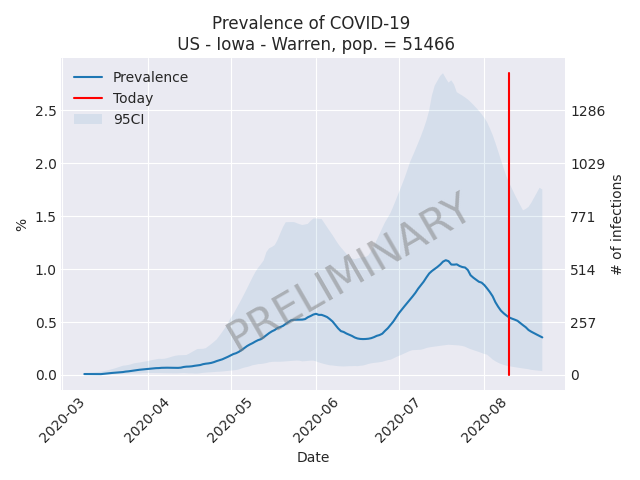 Prevalence of COVID-19
US - Iowa - Warren, pop. = 51466
Prevalence
Today
95CI
PRELIMINARY
%
2.5
2.0
1.5
1.0
0.5
0.0
1286
1029
771
514
257
0
# of infections
2020-03
2020-04
2020-05
2020-06
2020-07
2020-08
Date